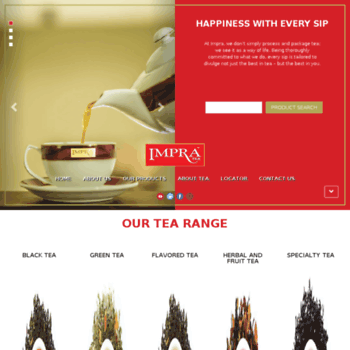 HAPPINESS WITH EVERY SIP
At Impra, we don't simply process and package tea;
we see it as a way of life. Being thoroughly
committed to what we do, every sip is tailored to
divulge not just the best in tea - but the best in you.
PRODUCT SEARCH
IMPRA
IMPRA
TEA
HOME ABOUT US OUR PRODUCTS ABOUT TEA LOCATOR CONTACT US
OUR TEA RANGE
BLACK TEA GREEN TEA FLAVORED TEA HERBAL AND SPECIALTY TEA
FRUIT TEA